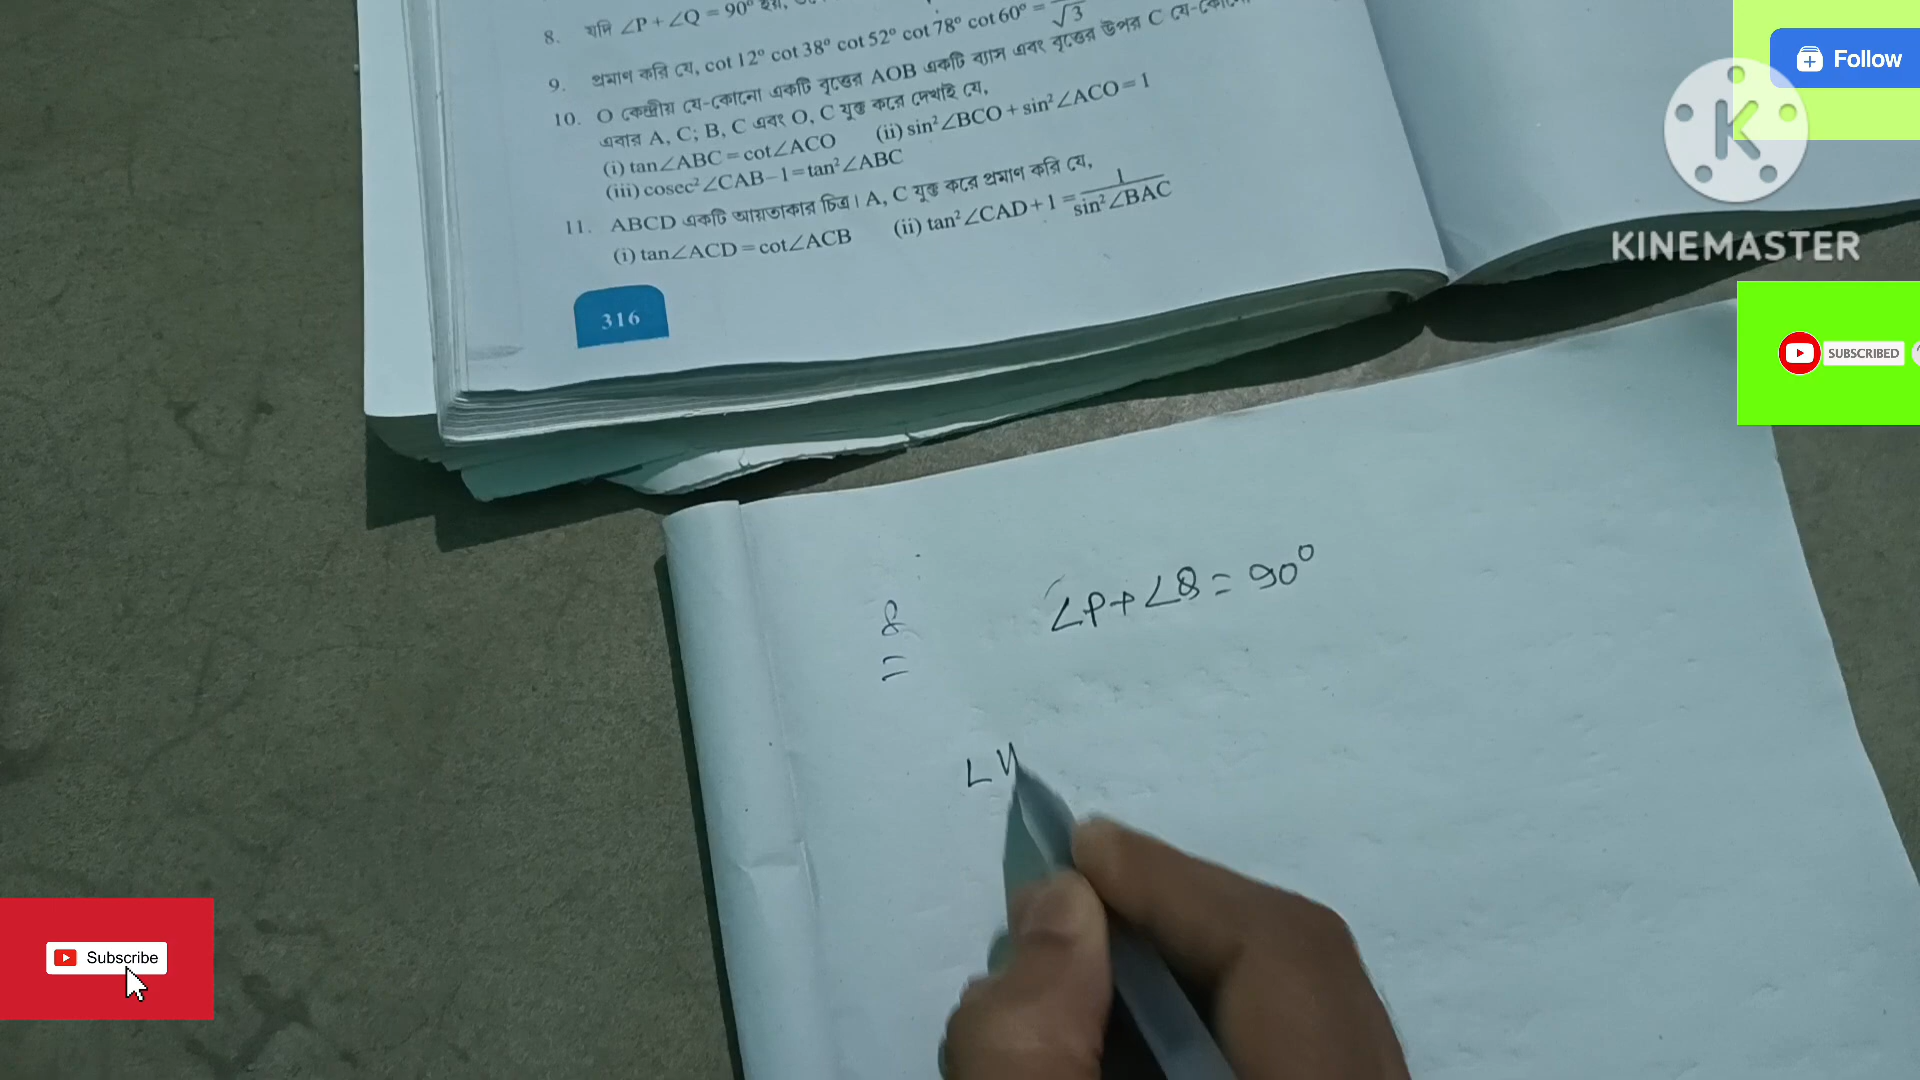 8. যদি ∠P + ∠Q = 90° হয়,
9. প্রমাণ করি যে, cot 12° cot 38° cot 52° cot 78° cot 60° = 1/√3
10. O কেন্দ্রীয় যে-কোনো একটি বৃত্তের AOB একটি ব্যাস এবং বৃত্তের উপর C যে-কোনো
এবার A, C; B, C এবং O, C যুক্ত করে দেখাই যে,
(i) tan∠ABC = cot∠ACO (ii) sin²∠BCO + sin²∠ACO = 1
(iii) cosec²∠CAB – 1 = tan²∠ABC
11. ABCD একটি আয়তাকার চিত্র। A, C যুক্ত করে প্রমাণ করি যে,
(i) tan∠ACD = cot∠ACB (ii) tan²∠CAD + 1 = 1/sin²∠BAC
316
Follow
K
KINEMASTER
SUBSCRIBED
8
=
∠P + ∠Q = 90°
L
Subscribe